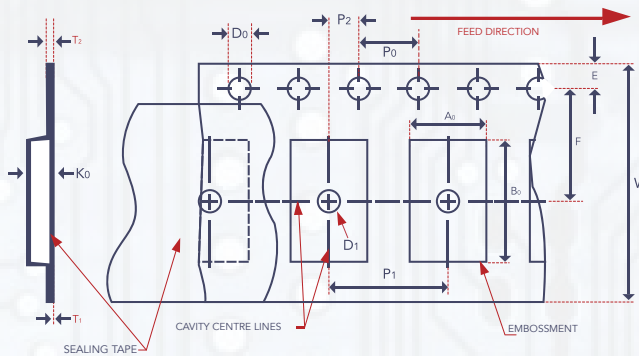 P2
D0
FEED DIRECTION
T2
P0
E
A0
F
K0
B0
W
D1
P1
T1
CAVITY CENTRE LINES
EMBOSSMENT
SEALING TAPE